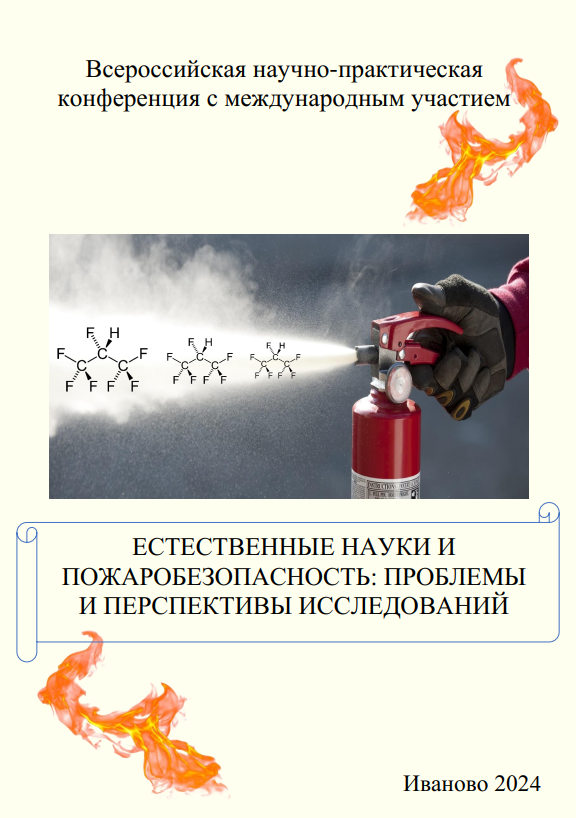 Всероссийская научно-практическая
конференция с международным участием
F H
F C F
C C
F F F F
F H
F C F
C C
F F F F
F H
F C F
C C
F F F F
ЕСТЕСТВЕННЫЕ НАУКИ И
ПОЖАРОБЕЗОПАСНОСТЬ: ПРОБЛЕМЫ
И ПЕРСПЕКТИВЫ ИССЛЕДОВАНИЙ
Иваново 2024